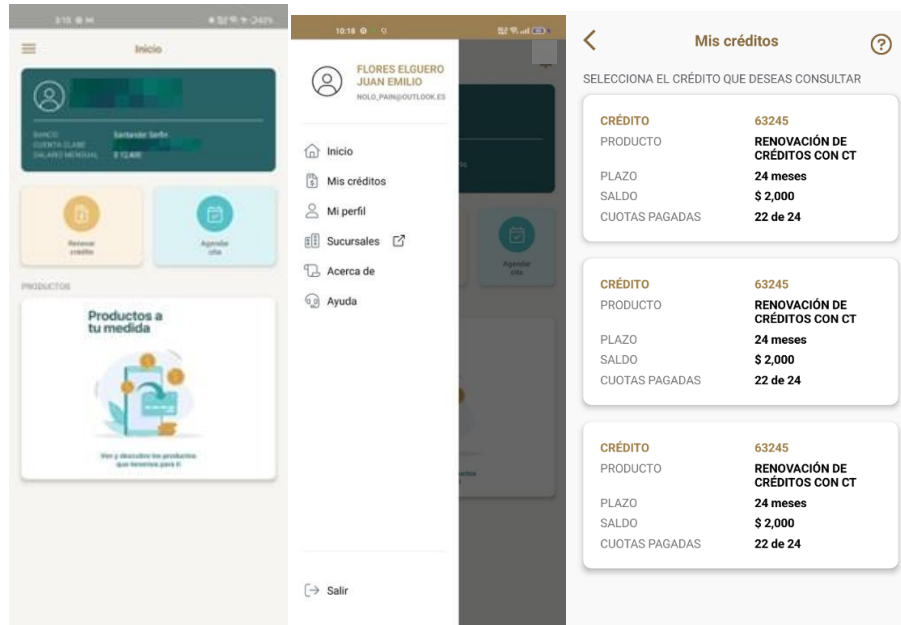 3:15
Inicio
BANCO Santander Serfin
CUENTA CLABE
SALARIO MENSUAL $ 12,400
Renovar
crédito
Agendar
cita
PRODUCTOS
Productos a
tu medida
Ven y descubre los productos
que tenemos para ti
10:18
FLORES ELGUERO
JUAN EMILIO
NOLO_PAIN@OUTLOOK.ES
Inicio
Mis créditos
Mi perfil
Sucursales
Acerca de
Ayuda
Salir
Agendar
cita
Mis créditos
SELECCIONA EL CRÉDITO QUE DESEAS CONSULTAR
CRÉDITO 63245
PRODUCTO RENOVACIÓN DE
CRÉDITOS CON CT
PLAZO 24 meses
SALDO $ 2,000
CUOTAS PAGADAS 22 de 24
CRÉDITO 63245
PRODUCTO RENOVACIÓN DE
CRÉDITOS CON CT
PLAZO 24 meses
SALDO $ 2,000
CUOTAS PAGADAS 22 de 24
CRÉDITO 63245
PRODUCTO RENOVACIÓN DE
CRÉDITOS CON CT
PLAZO 24 meses
SALDO $ 2,000
CUOTAS PAGADAS 22 de 24